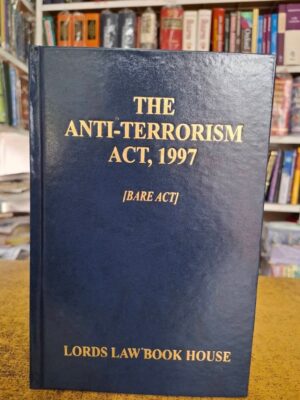 THE
ANTI-TERRORISM
ACT, 1997
[BARE ACT]
LORDS LAW BOOK HOUSE